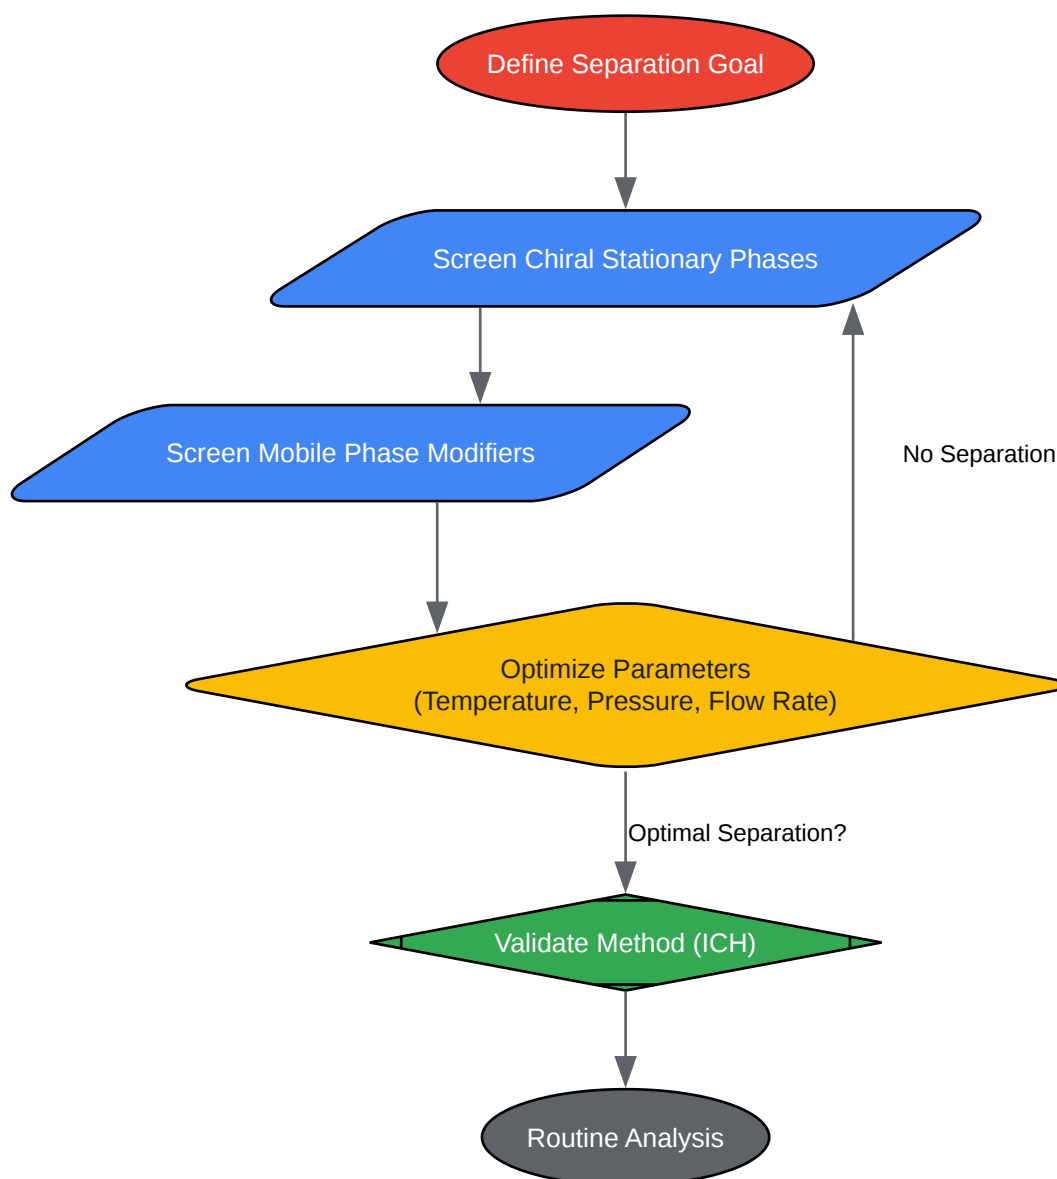 Define Separation Goal
Screen Chiral Stationary Phases
Screen Mobile Phase Modifiers
No Separation
Optimize Parameters
(Temperature, Pressure, Flow Rate)
Optimal Separation?
Validate Method (ICH)
Routine Analysis